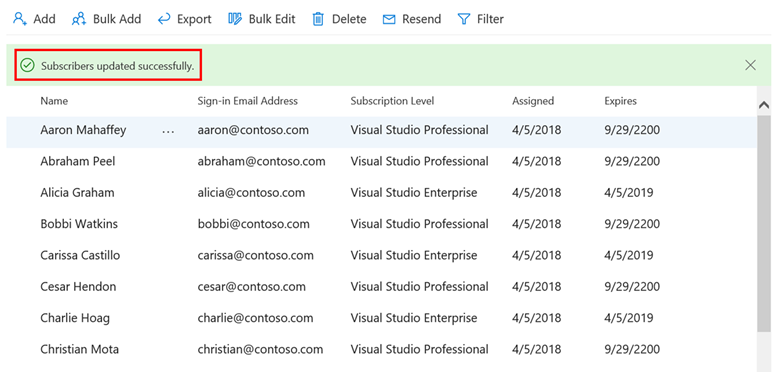 Add Bulk Add Export Bulk Edit Delete Resend Filter
Subscribers updated successfully.
Name Sign-in Email Address Subscription Level Assigned Expires
Aaron Mahaffey ... aaron@contoso.com Visual Studio Professional 4/5/2018 9/29/2200
Abraham Peel abraham@contoso.com Visual Studio Professional 4/5/2018 9/29/2200
Alicia Graham alicia@contoso.com Visual Studio Enterprise 4/5/2018 4/5/2019
Bobbi Watkins bobbi@contoso.com Visual Studio Professional 4/5/2018 9/29/2200
Carissa Castillo carissa@contoso.com Visual Studio Enterprise 4/5/2018 4/5/2019
Cesar Hendon cesar@contoso.com Visual Studio Professional 4/5/2018 9/29/2200
Charlie Hoag charlie@contoso.com Visual Studio Enterprise 4/5/2018 4/5/2019
Christian Mota christian@contoso.com Visual Studio Professional 4/5/2018 9/29/2200